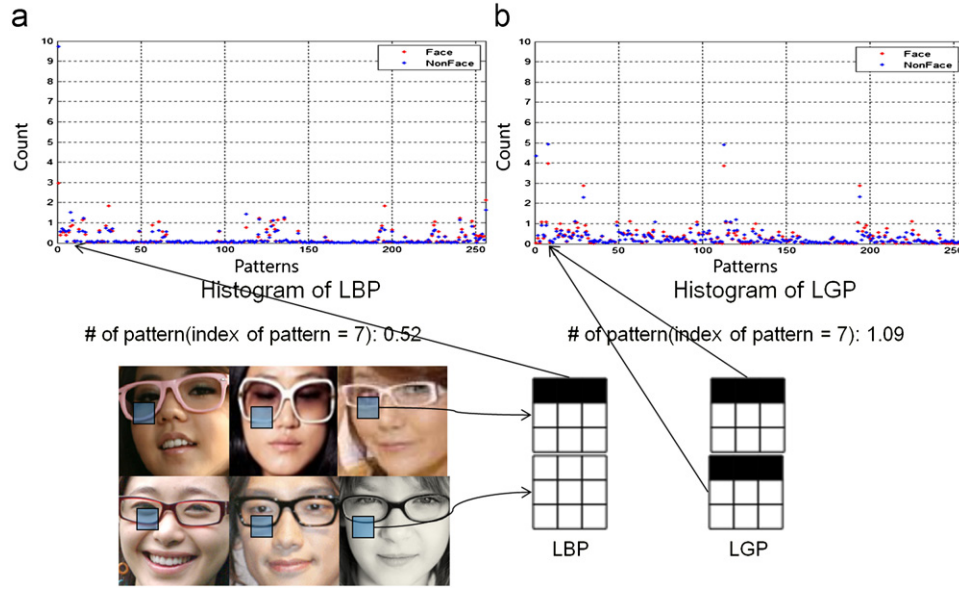 a
b
10
9
8
7
6
5
4
3
2
1
0
Count
0
50
100
150
200
250
Patterns
Face
NonFace
Histogram of LBP
10
9
8
7
6
5
4
3
2
1
0
Count
0
50
100
150
200
250
Patterns
Face
NonFace
Histogram of LGP
# of pattern(index of pattern = 7): 0.52
# of pattern(index of pattern = 7): 1.09
LBP
LGP